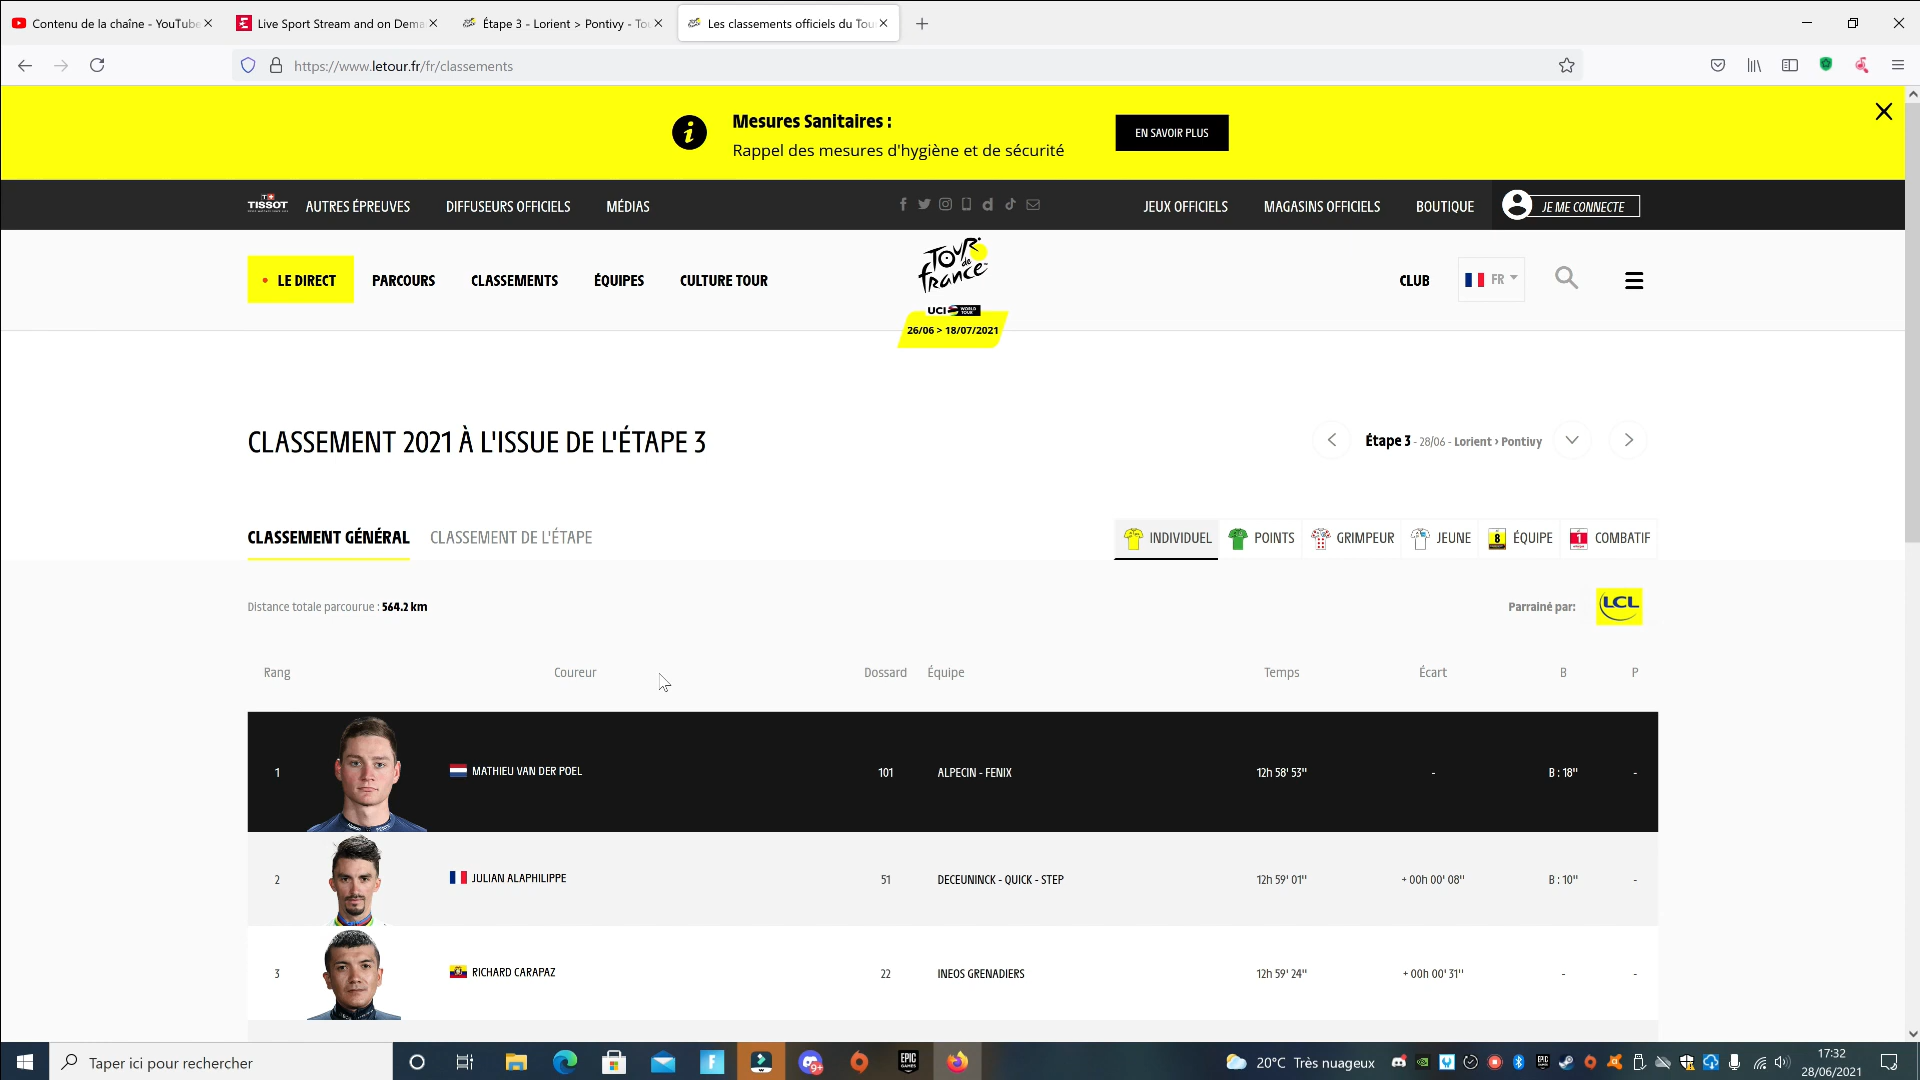 Contenu de la chaîne - YouTube
Live Sport Stream and on Dema
Étape 3 - Lorient > Pontivy - To
Les classements officiels du Tou
https://www.letour.fr/fr/classements
Mesures Sanitaires :
Rappel des mesures d'hygiène et de sécurité
EN SAVOIR PLUS
TISSOT
AUTRES ÉPREUVES
DIFFUSEURS OFFICIELS
MÉDIAS
JEUX OFFICIELS
MAGASINS OFFICIELS
BOUTIQUE
JE ME CONNECTE
LE DIRECT
PARCOURS
CLASSEMENTS
ÉQUIPES
CULTURE TOUR
TOUR de france
UCI WORLD TOUR
26/06 > 18/07/2021
CLUB
FR
CLASSEMENT 2021 À L'ISSUE DE L'ÉTAPE 3
Étape 3 - 28/06 - Lorient > Pontivy
CLASSEMENT GÉNÉRAL
CLASSEMENT DE L'ÉTAPE
INDIVIDUEL
POINTS
GRIMPEUR
JEUNE
8 ÉQUIPE
1 COMBATIF
Distance totale parcourue : 564.2 km
Parrainé par:
LCL
Rang Coureur Dossard Équipe Temps Écart B P
1 MATHIEU VAN DER POEL 101 ALPECIN - FENIX 12h 58' 53'' - B : 18'' -
2 JULIAN ALAPHILIPPE 51 DECEUNINCK - QUICK - STEP 12h 59' 01'' + 00h 00' 08'' B : 10'' -
3 RICHARD CARAPAZ 22 INEOS GRENADIERS 12h 59' 24'' + 00h 00' 31'' - -
Taper ici pour rechercher
9+
EPIC GAMES
20°C Très nuageux
17:32
28/06/2021